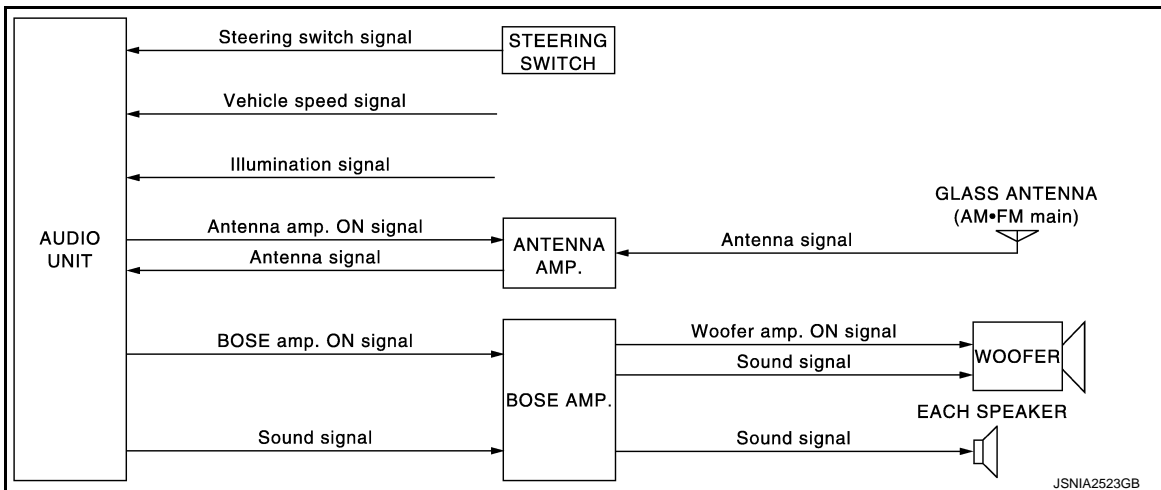 Steering switch signal
STEERING
SWITCH
Vehicle speed signal
Illumination signal
GLASS ANTENNA
(AM•FM main)
AUDIO
UNIT
Antenna amp. ON signal
Antenna signal
ANTENNA
AMP.
Antenna signal
BOSE amp. ON signal
Woofer amp. ON signal
Sound signal
WOOFER
BOSE AMP.
EACH SPEAKER
Sound signal
Sound signal
JSNIA2523GB